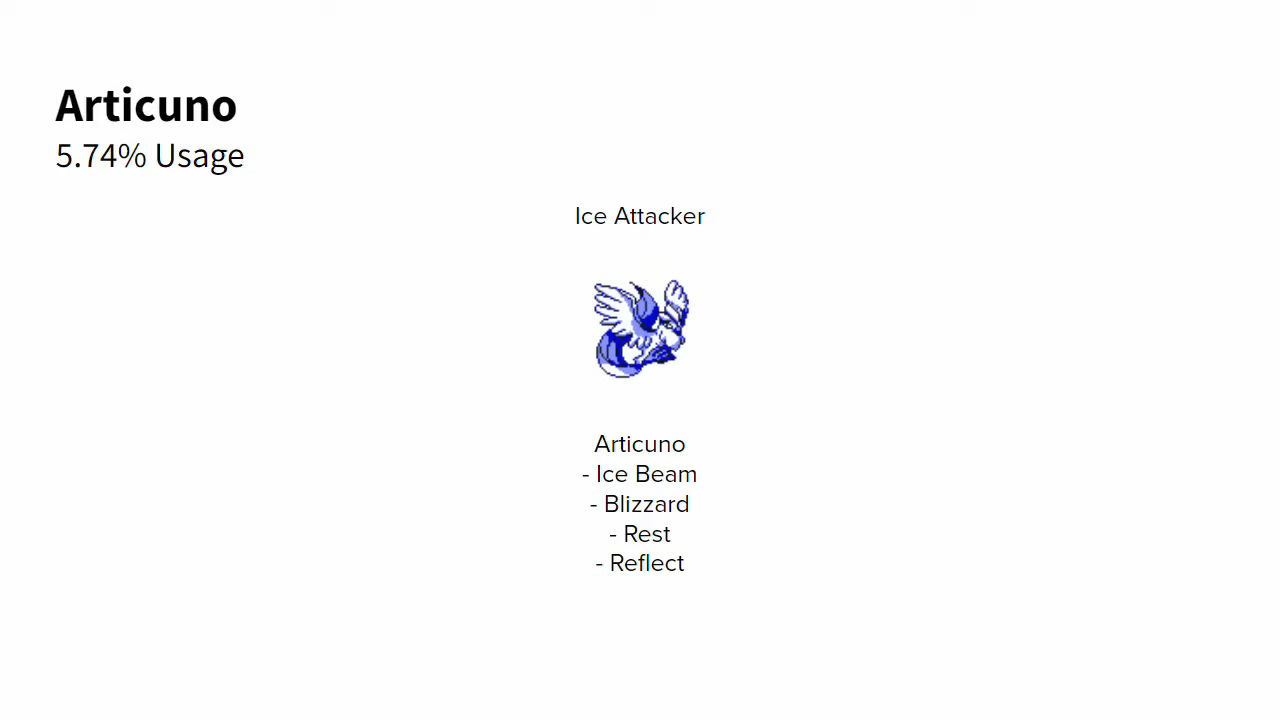 Articuno
5.74% Usage
Ice Attacker
Articuno
- Ice Beam
- Blizzard
- Rest
- Reflect